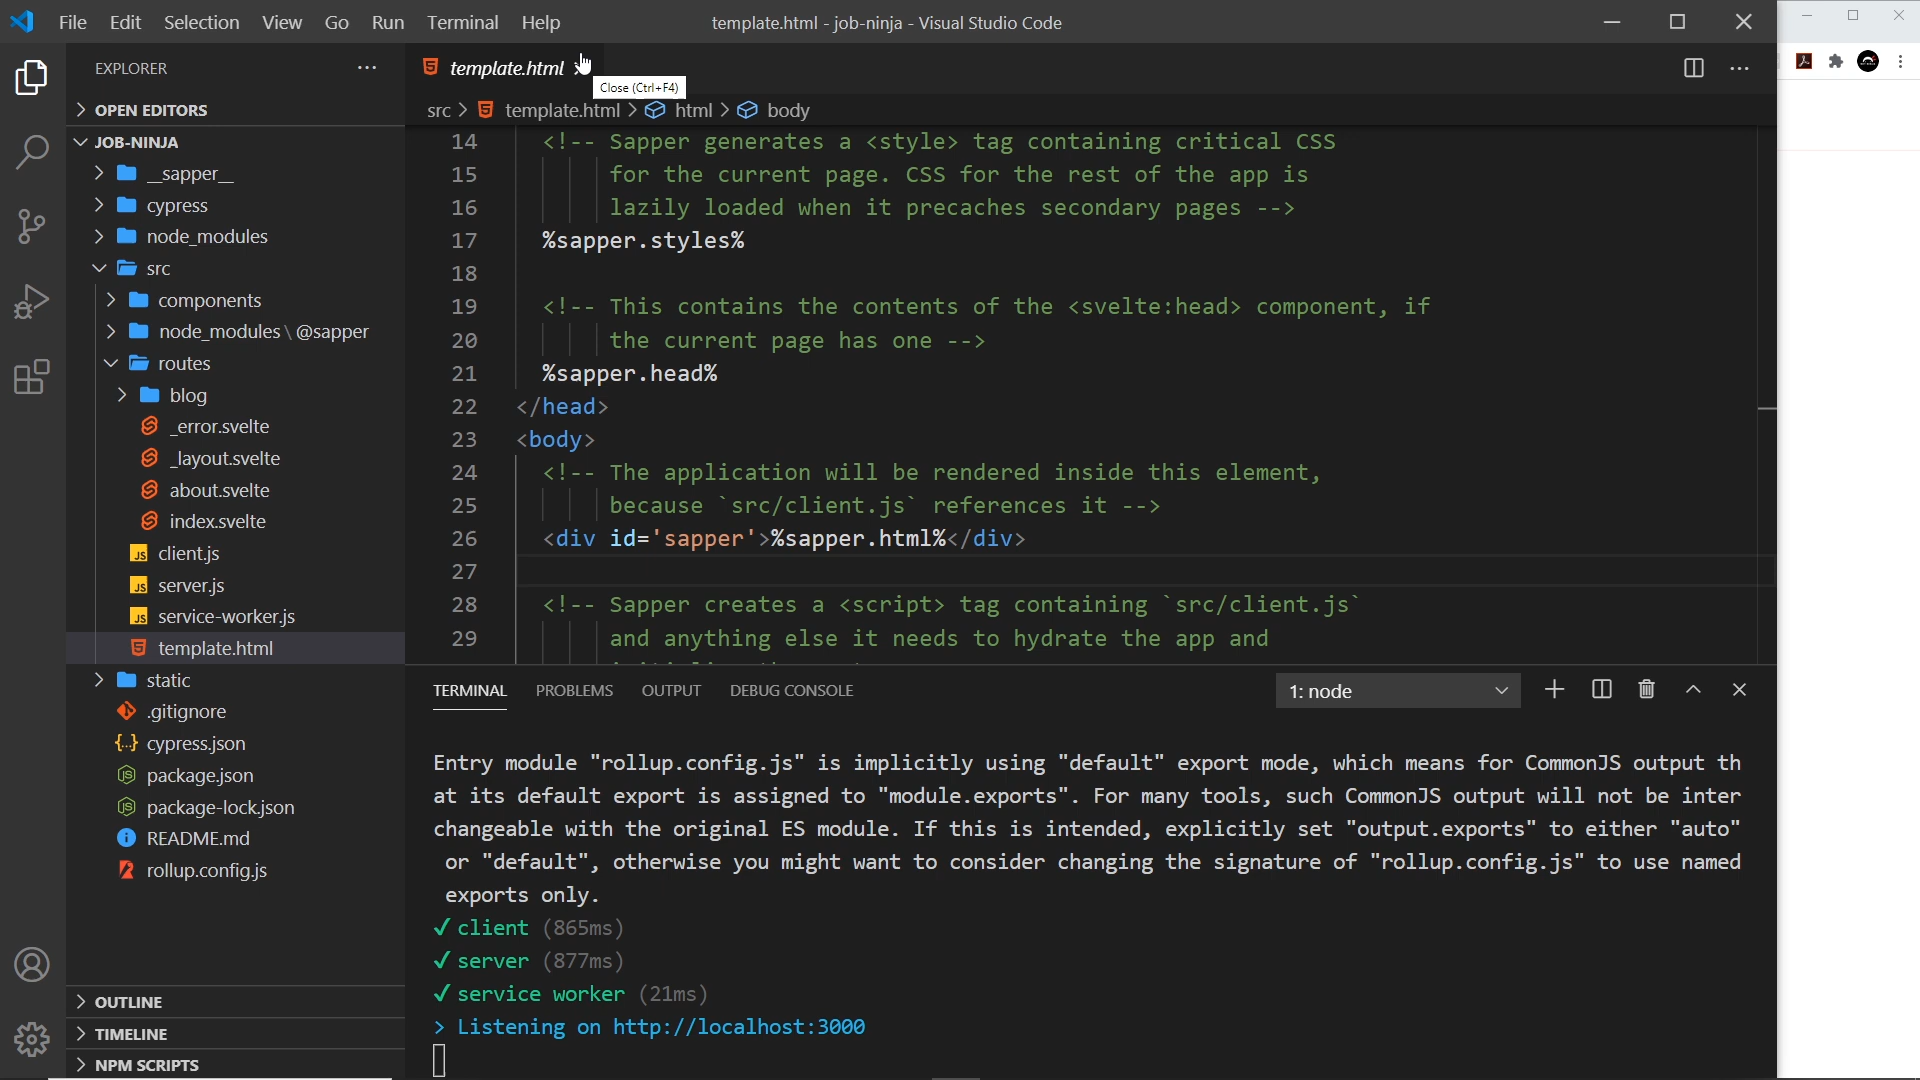 File Edit Selection View Go Run Terminal Help
template.html - job-ninja - Visual Studio Code
EXPLORER
OPEN EDITORS
JOB-NINJA
__sapper__
cypress
node_modules
src
components
node_modules \ @sapper
routes
blog
_error.svelte
_layout.svelte
about.svelte
index.svelte
JS client.js
JS server.js
JS service-worker.js
template.html
static
.gitignore
{...} cypress.json
package.json
package-lock.json
README.md
rollup.config.js
OUTLINE
TIMELINE
NPM SCRIPTS
template.html
Close (Ctrl+F4)
src > template.html > html > body
14 <!-- Sapper generates a <style> tag containing critical CSS
15 for the current page. CSS for the rest of the app is
16 lazily loaded when it precaches secondary pages -->
17 %sapper.styles%
18
19 <!-- This contains the contents of the <svelte:head> component, if
20 the current page has one -->
21 %sapper.head%
22 </head>
23 <body>
24 <!-- The application will be rendered inside this element,
25 because `src/client.js` references it -->
26 <div id='sapper'>%sapper.html%</div>
27
28 <!-- Sapper creates a <script> tag containing `src/client.js`
29 and anything else it needs to hydrate the app and
TERMINAL PROBLEMS OUTPUT DEBUG CONSOLE
1: node
Entry module "rollup.config.js" is implicitly using "default" export mode, which means for CommonJS output th
at its default export is assigned to "module.exports". For many tools, such CommonJS output will not be inter
changeable with the original ES module. If this is intended, explicitly set "output.exports" to either "auto"
or "default", otherwise you might want to consider changing the signature of "rollup.config.js" to use named
exports only.
✓ client (865ms)
✓ server (877ms)
✓ service worker (21ms)
> Listening on http://localhost:3000